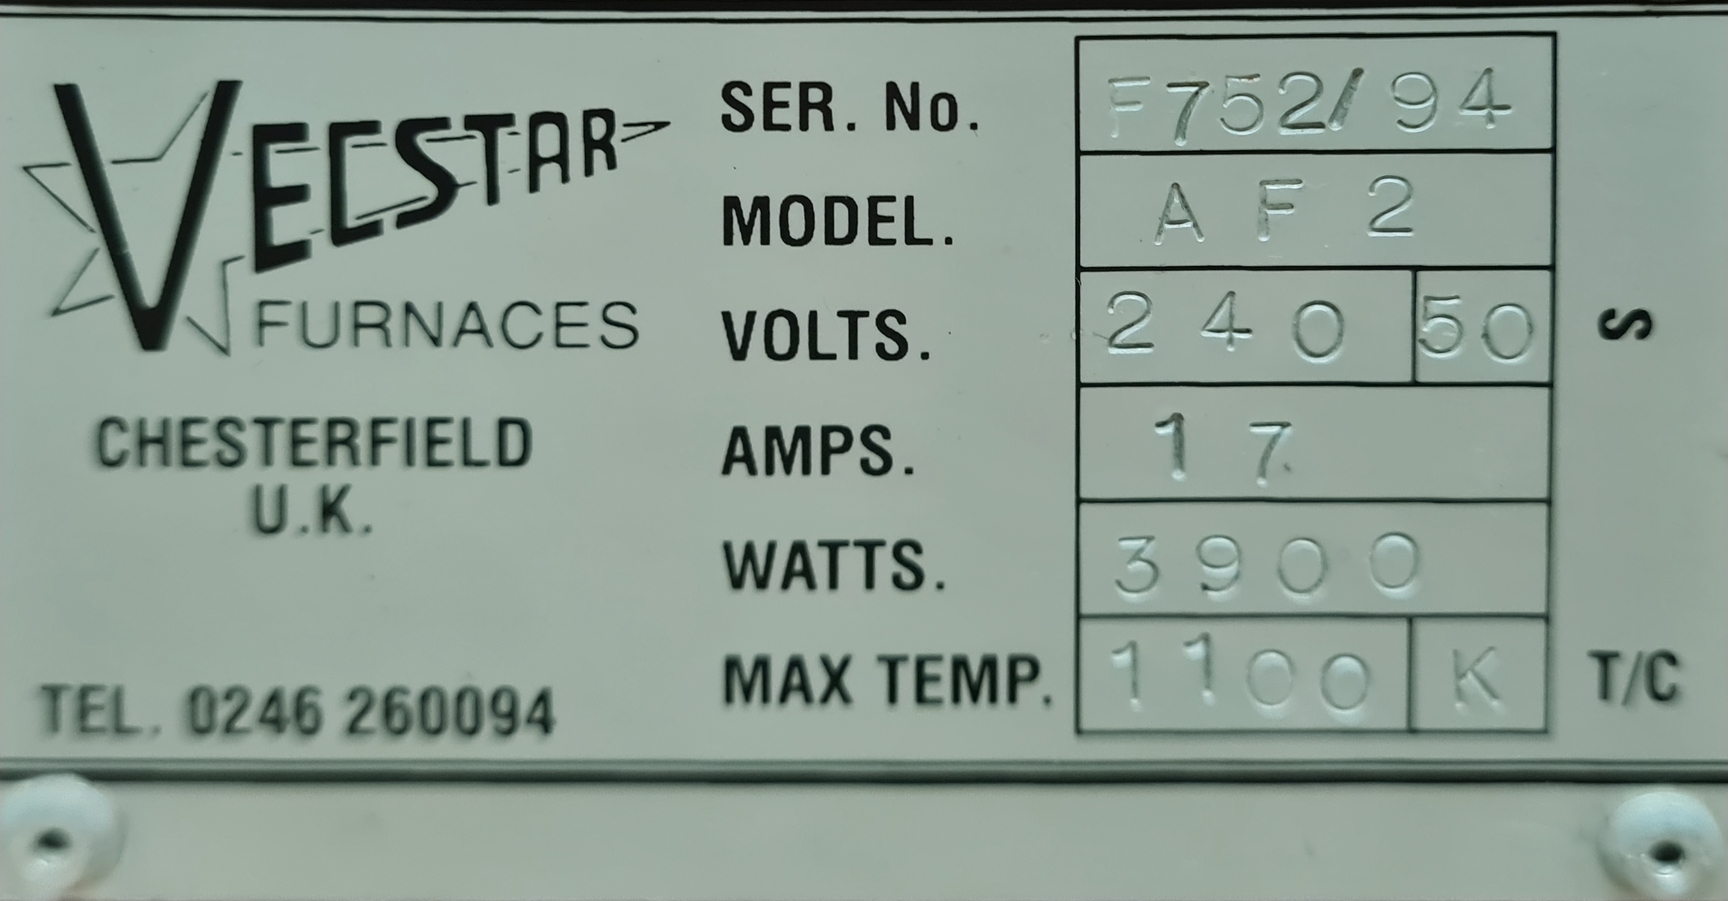 VECSTAR
FURNACES
CHESTERFIELD
U.K.
TEL. 0246 260094
SER. No. F752/94
MODEL. AF2
VOLTS. 240 50 ∽
AMPS. 17
WATTS. 3900
MAX TEMP. 1100 K T/C